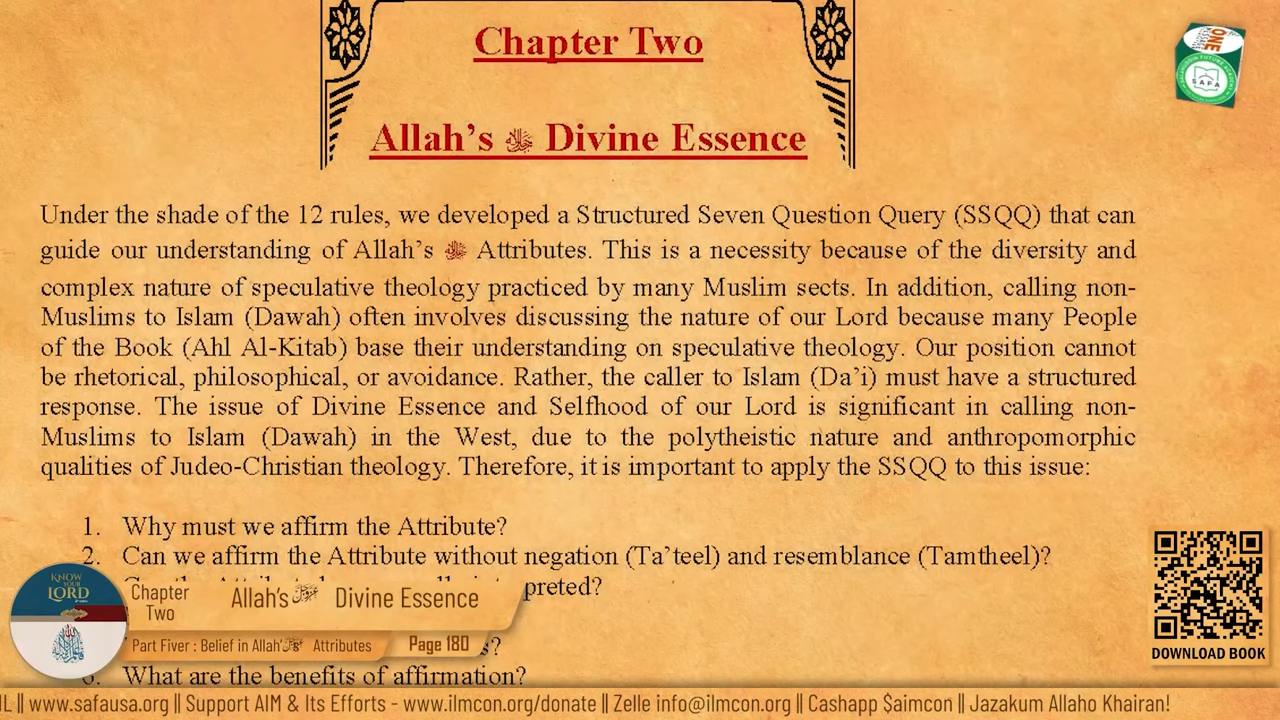 Chapter Two
Allah's ﷻ Divine Essence
Under the shade of the 12 rules, we developed a Structured Seven Question Query (SSQQ) that can
guide our understanding of Allah's ﷻ Attributes. This is a necessity because of the diversity and
complex nature of speculative theology practiced by many Muslim sects. In addition, calling non-
Muslims to Islam (Dawah) often involves discussing the nature of our Lord because many People
of the Book (Ahl Al-Kitab) base their understanding on speculative theology. Our position cannot
be rhetorical, philosophical, or avoidance. Rather, the caller to Islam (Da'i) must have a structured
response. The issue of Divine Essence and Selfhood of our Lord is significant in calling non-
Muslims to Islam (Dawah) in the West, due to the polytheistic nature and anthropomorphic
qualities of Judeo-Christian theology. Therefore, it is important to apply the SSQQ to this issue:
1. Why must we affirm the Attribute?
2. Can we affirm the Attribute without negation (Ta'teel) and resemblance (Tamtheel)?
preted?
s?
What are the benefits of affirmation?
KNOW YOUR LORD
Chapter Two
Allah's ﷻ Divine Essence
Part Fiver : Belief in Allah's ﷻ Attributes
Page 180
ONE
SAFA
DOWNLOAD BOOK
|| www.safausa.org || Support AIM & Its Efforts - www.ilmcon.org/donate || Zelle info@ilmcon.org || Cashapp $aimcon || Jazakum Allaho Khairan!